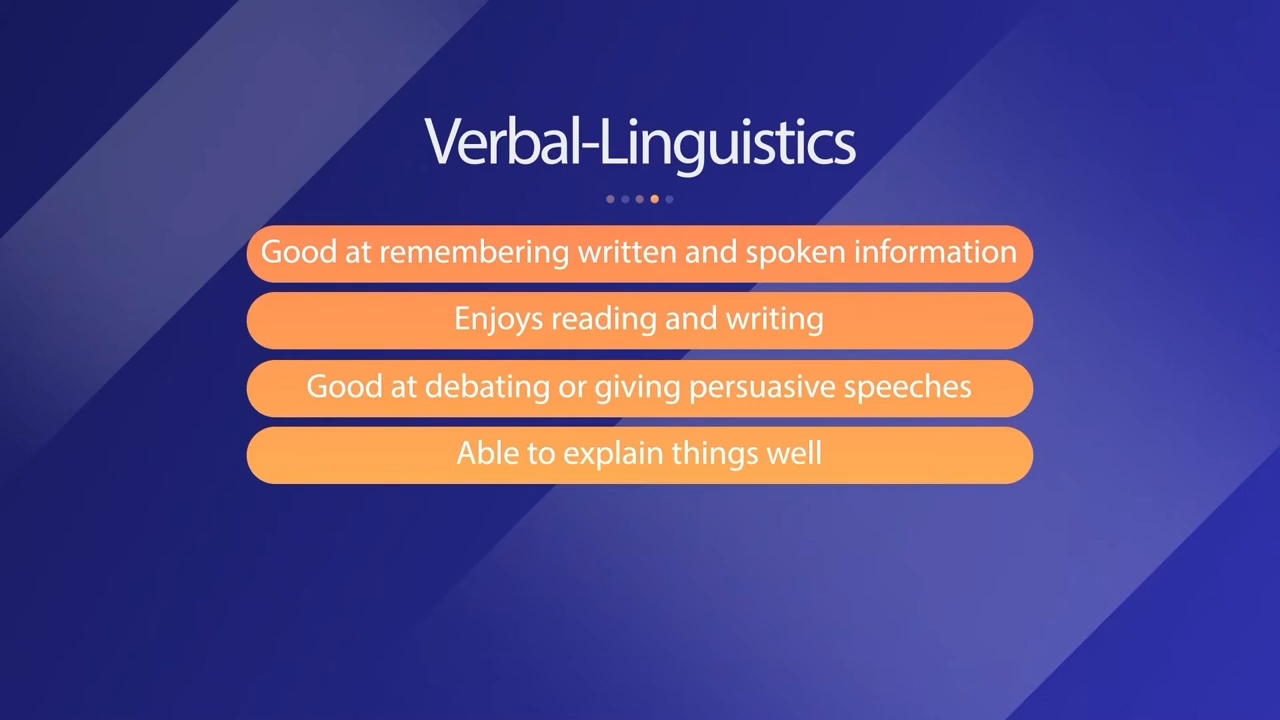 Verbal-Linguistics
Good at remembering written and spoken information
Enjoys reading and writing
Good at debating or giving persuasive speeches
Able to explain things well